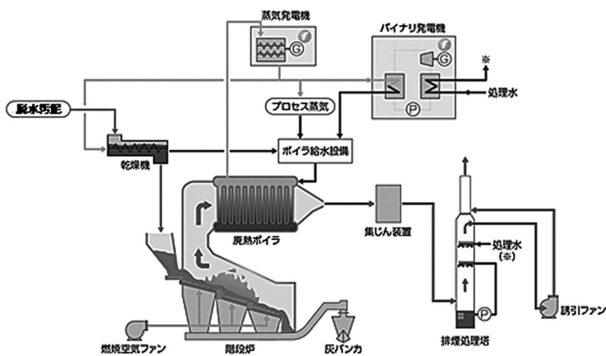 蒸気発電機
G
バイナリ発電機
G
※
処理水
P
脱水汚泥
プロセス蒸気
乾燥機
ボイラ給水設備
廃熱ボイラ
集じん装置
処理水
(※)
P
誘引ファン
排煙処理塔
燃焼空気ファン
階段炉
灰バンカ